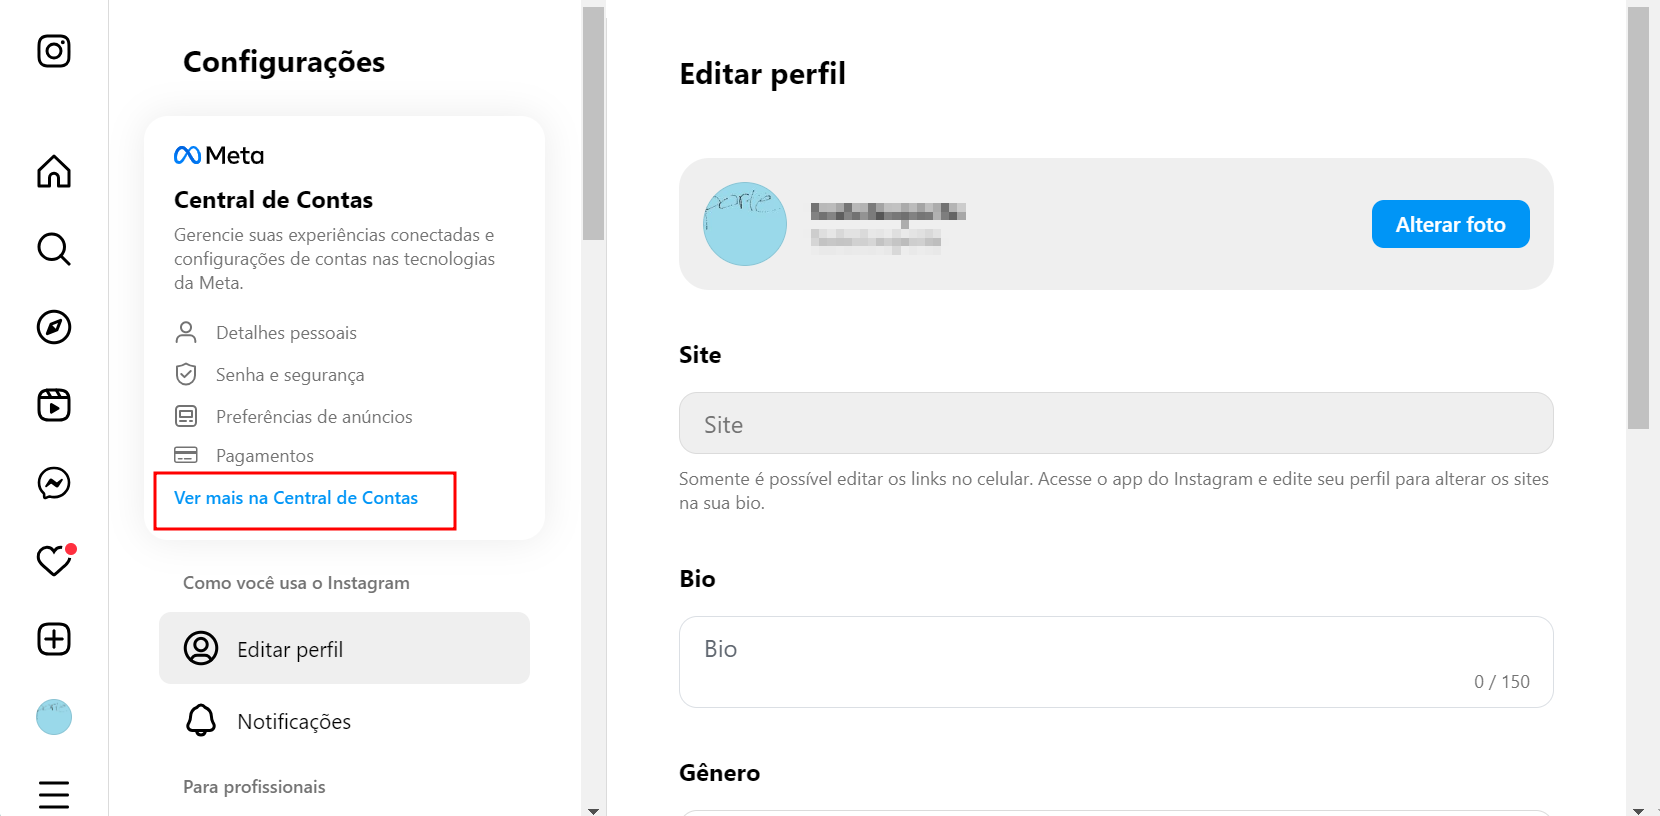 Configurações
Meta
Central de Contas
Gerencie suas experiências conectadas e
configurações de contas nas tecnologias
da Meta.
Detalhes pessoais
Senha e segurança
Preferências de anúncios
Pagamentos
Ver mais na Central de Contas
Como você usa o Instagram
Editar perfil
Notificações
Para profissionais
Editar perfil
Alterar foto
Site
Site
Somente é possível editar os links no celular. Acesse o app do Instagram e edite seu perfil para alterar os sites
na sua bio.
Bio
Bio
0 / 150
Gênero